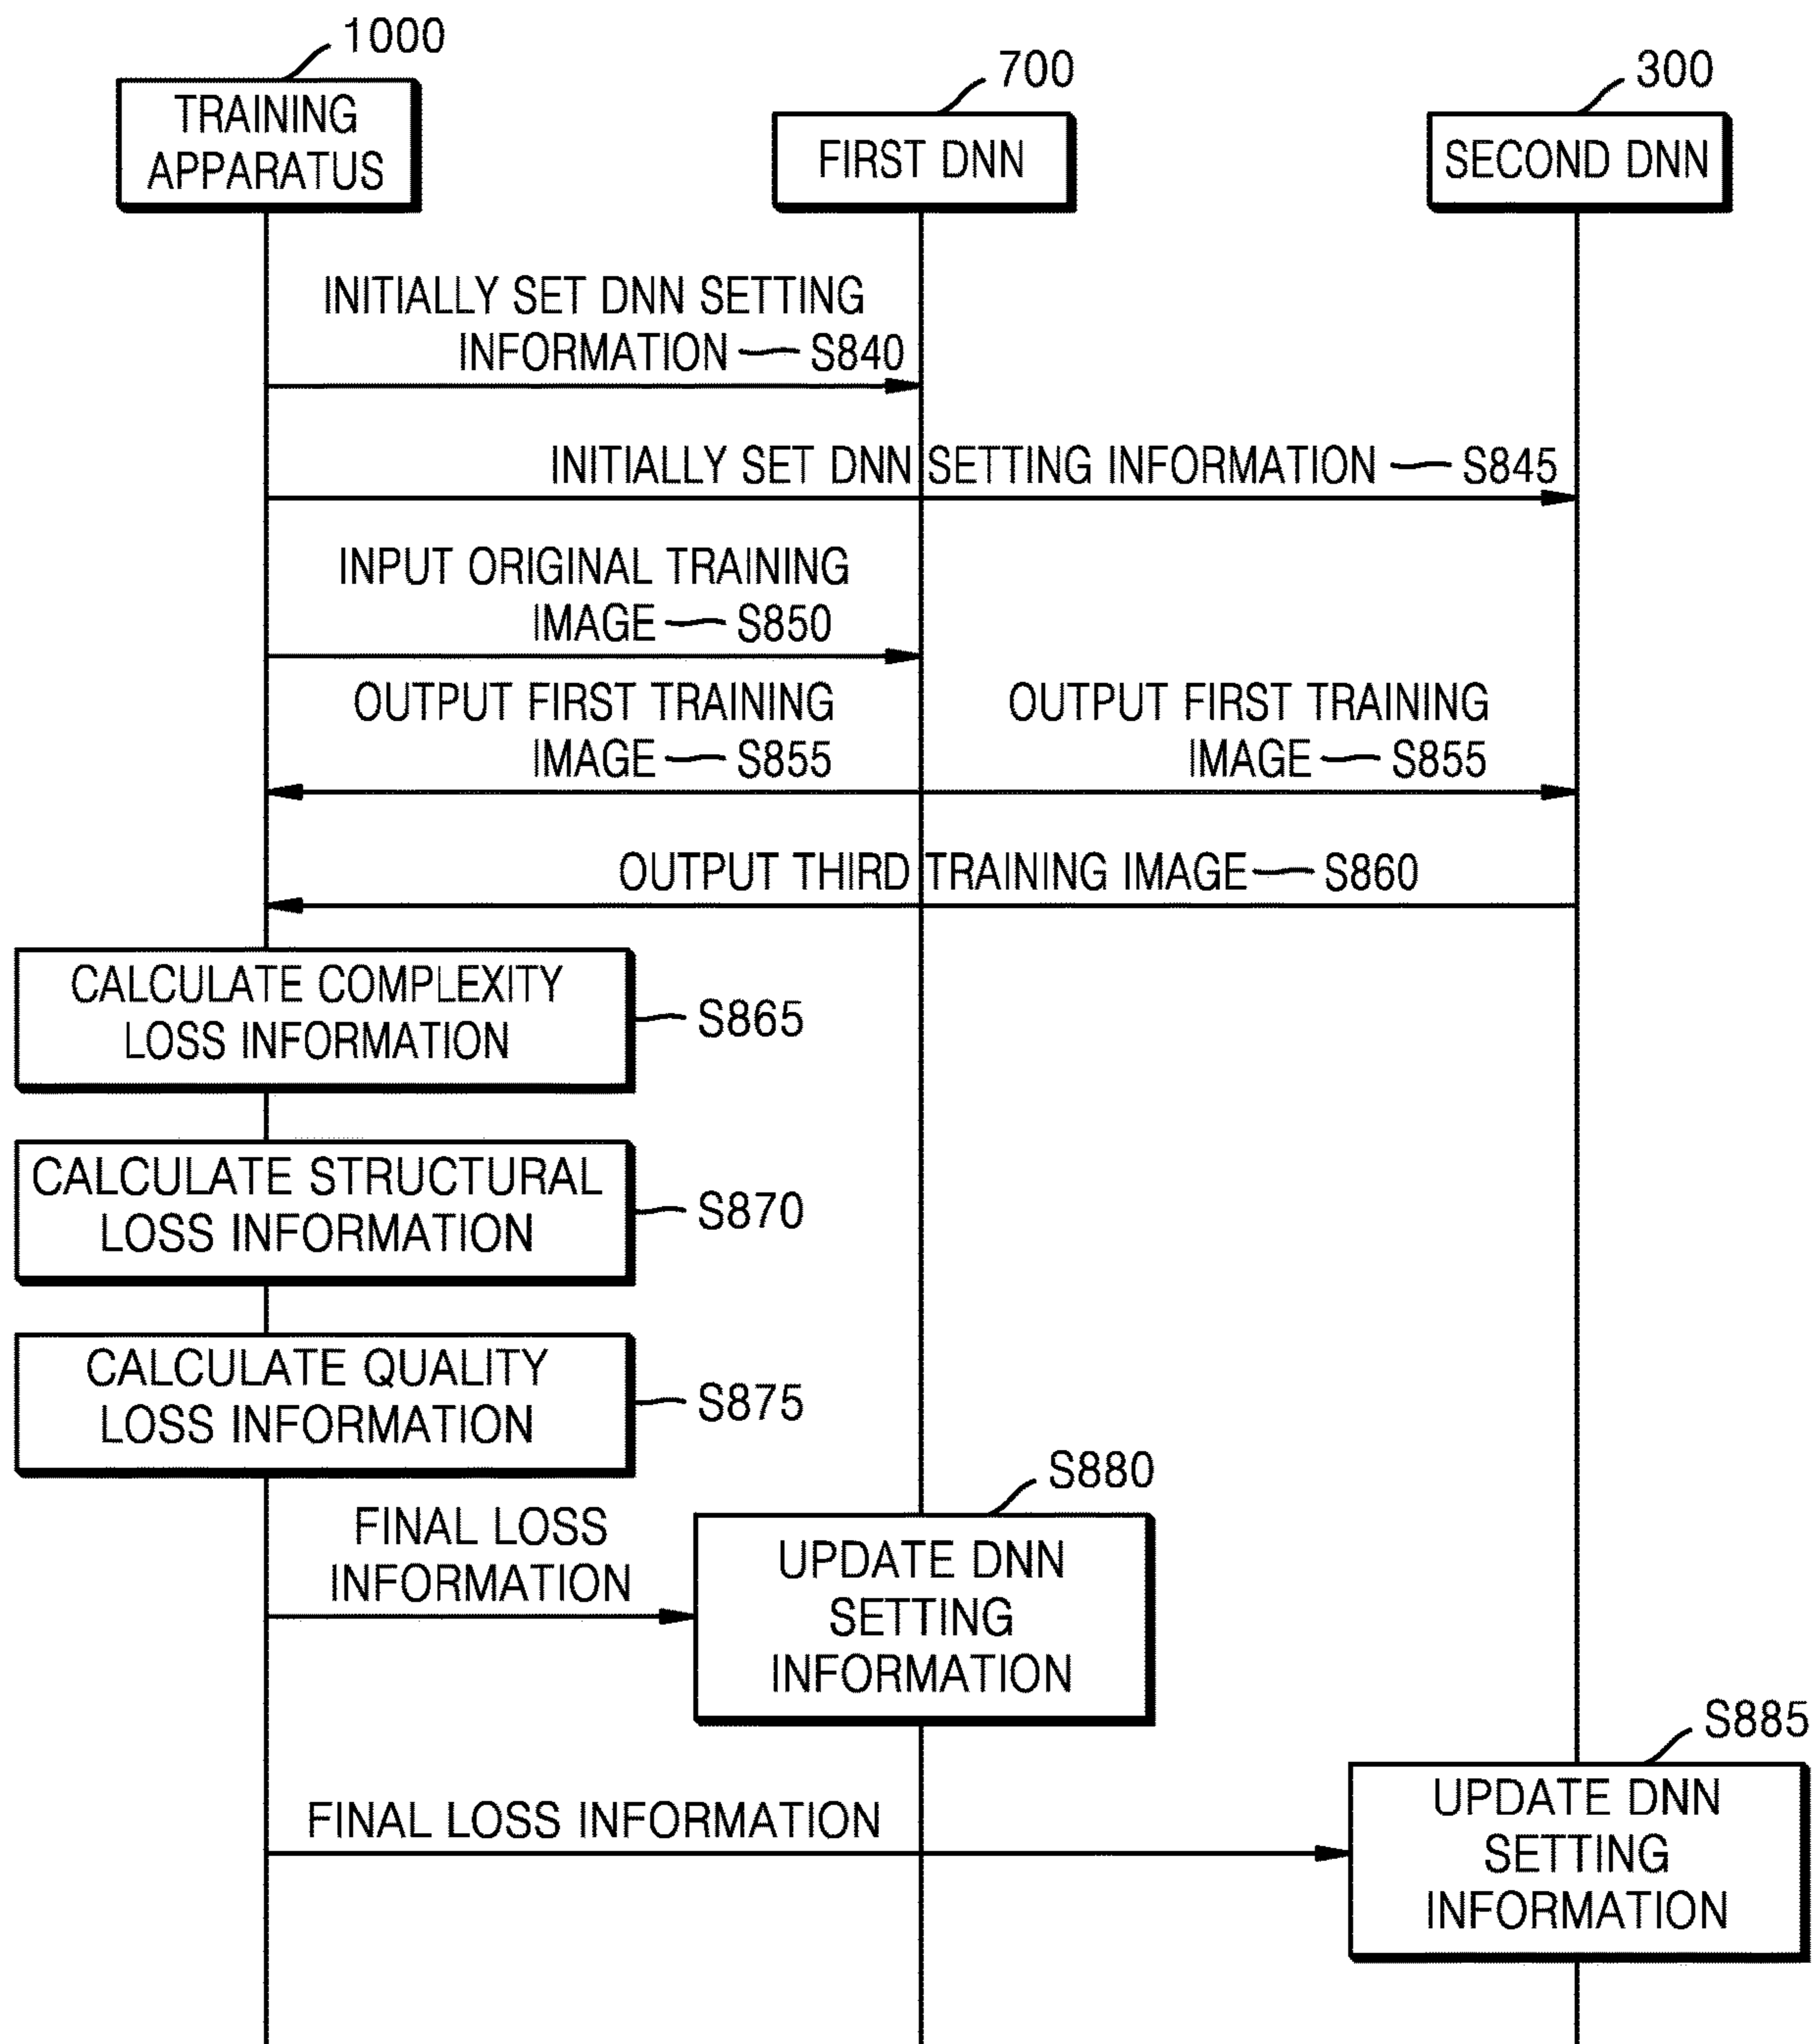 1000
700
300
TRAINING
APPARATUS
FIRST DNN
SECOND DNN
INITIALLY SET DNN SETTING
INFORMATION S840
INITIALLY SET DNN SETTING INFORMATION S845
INPUT ORIGINAL TRAINING
IMAGE S850
OUTPUT FIRST TRAINING
IMAGE S855
OUTPUT FIRST TRAINING
IMAGE S855
OUTPUT THIRD TRAINING IMAGE S860
CALCULATE COMPLEXITY
LOSS INFORMATION
S865
CALCULATE STRUCTURAL
LOSS INFORMATION
S870
CALCULATE QUALITY
LOSS INFORMATION
S875
S880
FINAL LOSS
INFORMATION
UPDATE DNN
SETTING
INFORMATION
S885
FINAL LOSS INFORMATION
UPDATE DNN
SETTING
INFORMATION